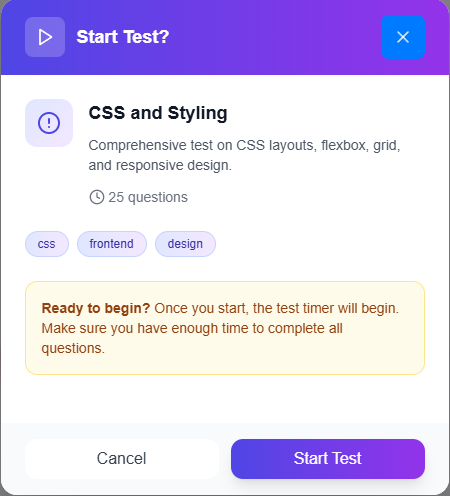 Start Test?
CSS and Styling
Comprehensive test on CSS layouts, flexbox, grid,
and responsive design.
25 questions
css frontend design
Ready to begin? Once you start, the test timer will begin.
Make sure you have enough time to complete all
questions.
Cancel Start Test